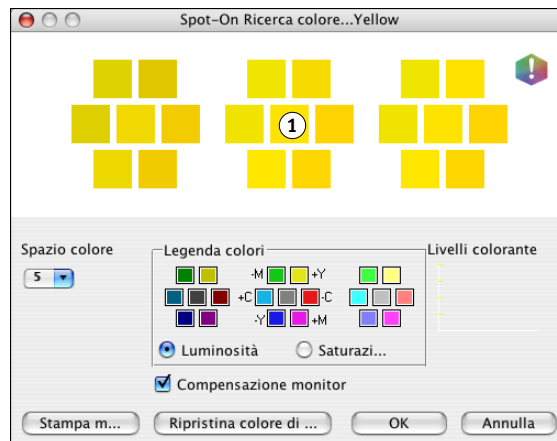 Spot-On Ricerca colore...Yellow
1
Spazio colore
5
Legenda colori
-M +Y
+C -C
-Y +M
Luminosità Saturazi...
Livelli colorante
Compensazione monitor
Stampa m... Ripristina colore di ... OK Annulla